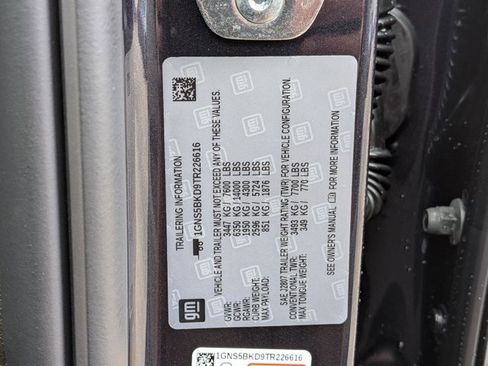 TRAILERING INFORMATION
1GNS5BKD9TR226616
VEHICLE AND TRAILER MUST NOT EXCEED ANY OF THESE VALUES.
GVWR: 3447 KG / 7600 LBS
GCWR: 6350 KG / 14000 LBS
RGAWR: 1950 KG / 4300 LBS
CURB WEIGHT: 2596 KG / 5724 LBS
MAX PAYLOAD: 851 KG / 1876 LBS
SAE J2807 TRAILER WEIGHT RATING (TWR) FOR VEHICLE CONFIGURATION.
CONVENTIONAL TWR: 3493 KG / 7700 LBS
MAX TONGUE WEIGHT: 349 KG / 770 LBS
SEE OWNER'S MANUAL FOR MORE INFORMATION
gm
1GNS5BKD9TR226616